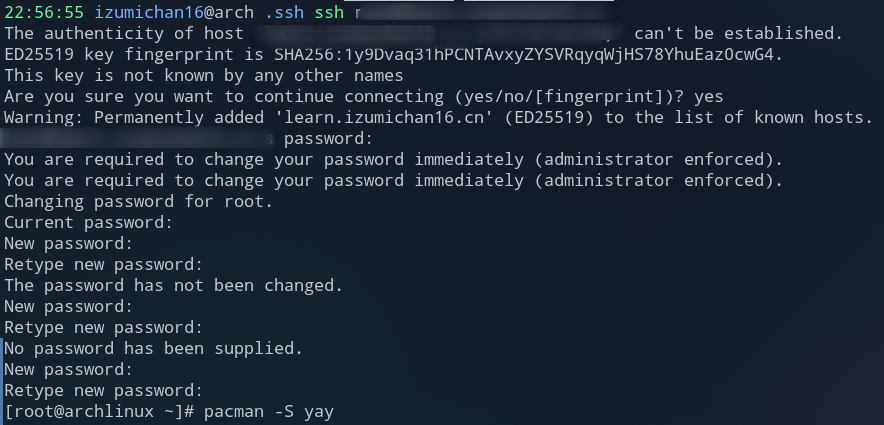 22:56:55 izumichan16@arch .ssh ssh r
The authenticity of host can't be established.
ED25519 key fingerprint is SHA256:1y9Dvaq31hPCNTAvxyZYSVRqyqWjHS78YhuEaz0cwG4.
This key is not known by any other names
Are you sure you want to continue connecting (yes/no/[fingerprint])? yes
Warning: Permanently added 'learn.izumichan16.cn' (ED25519) to the list of known hosts.
password:
You are required to change your password immediately (administrator enforced).
You are required to change your password immediately (administrator enforced).
Changing password for root.
Current password:
New password:
Retype new password:
The password has not been changed.
New password:
Retype new password:
No password has been supplied.
New password:
Retype new password:
[root@archlinux ~]# pacman -S yay